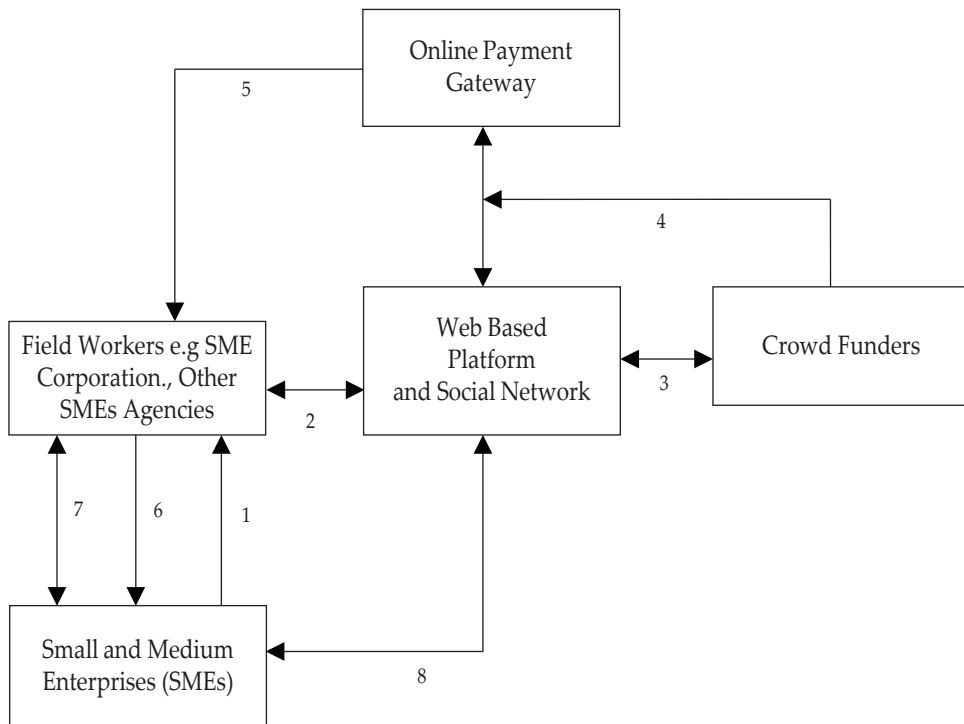 Online Payment
Gateway
5
4
Web Based
Platform
and Social Network
Crowd Funders
Field Workers e.g SME
Corporation., Other
SMEs Agencies
3
2
7
6
1
Small and Medium
Enterprises (SMEs)
8